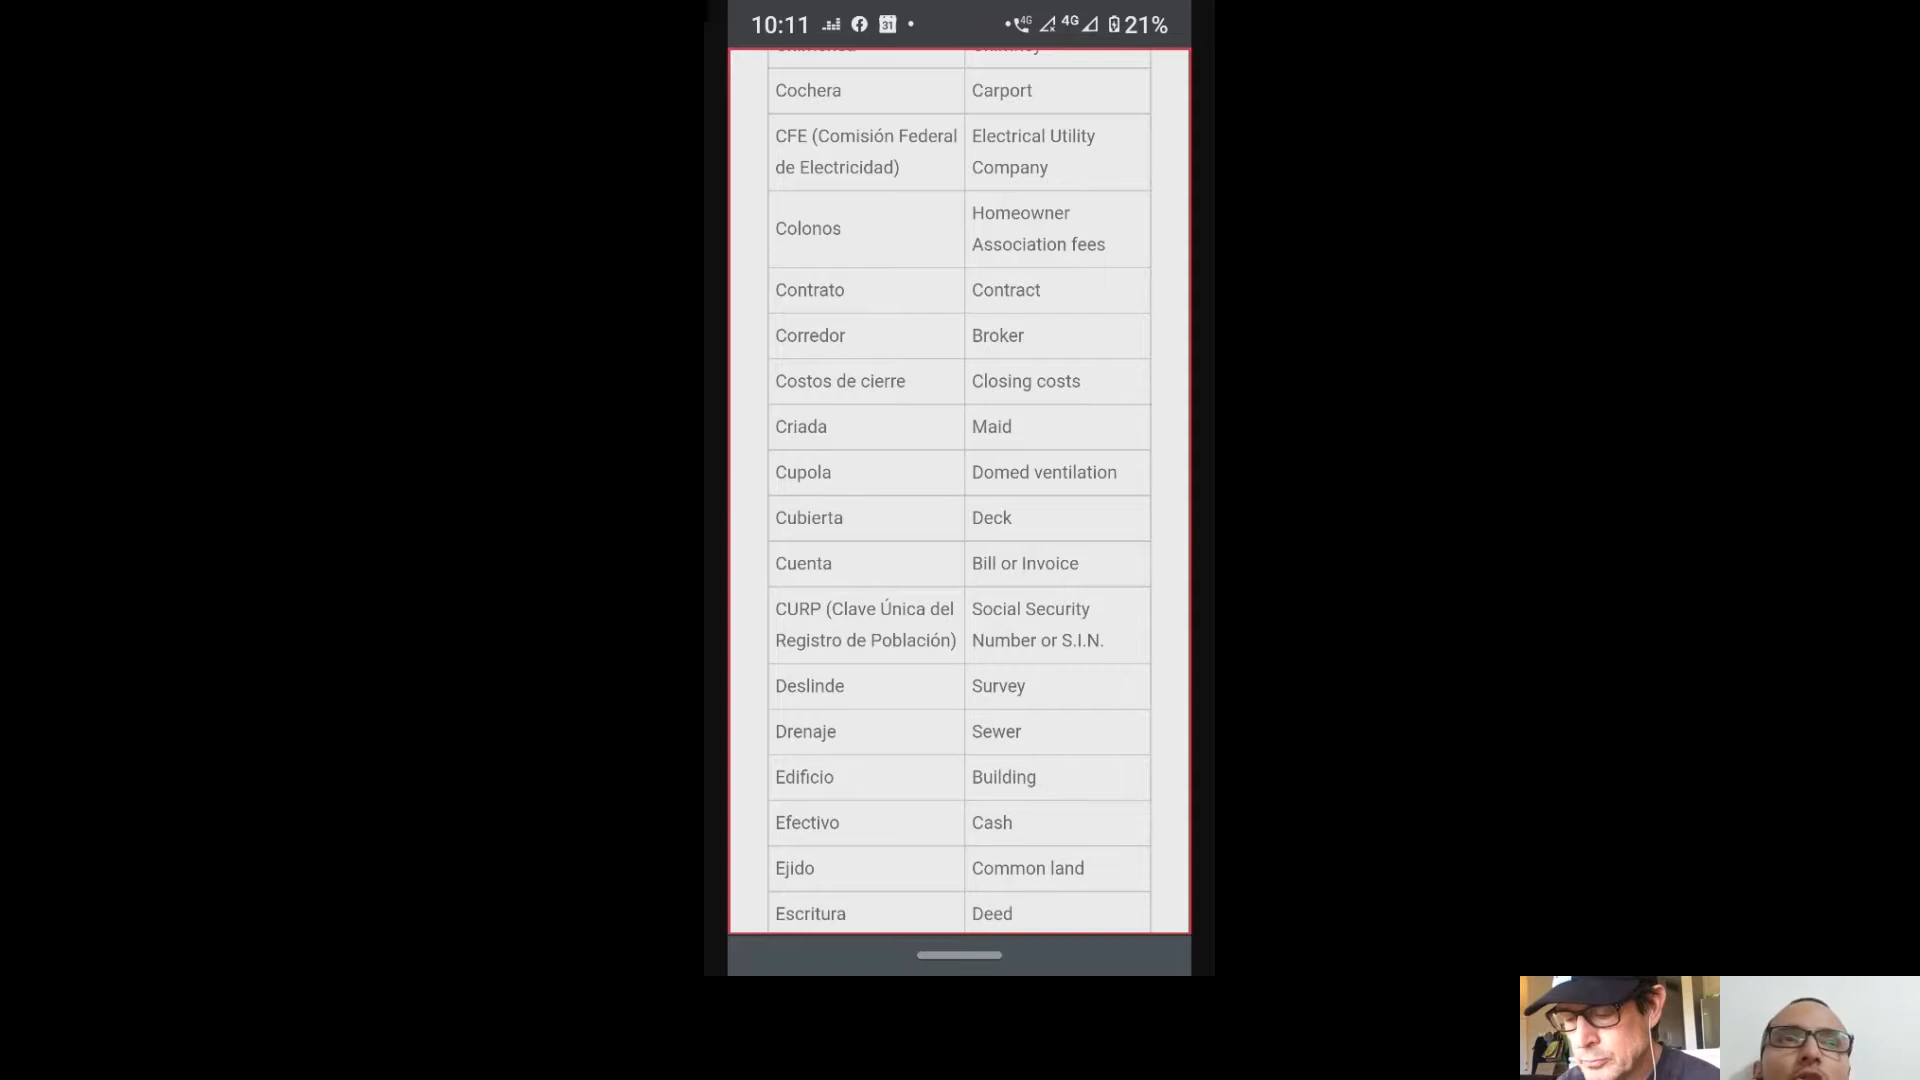 10:11 31 4G 4G 21%
Cochera Carport
CFE (Comisión Federal Electrical Utility
de Electricidad) Company
Homeowner
Colonos
Association fees
Contrato Contract
Corredor Broker
Costos de cierre Closing costs
Criada Maid
Cupola Domed ventilation
Cubierta Deck
Cuenta Bill or Invoice
CURP (Clave Única del Social Security
Registro de Población) Number or S.I.N.
Deslinde Survey
Drenaje Sewer
Edificio Building
Efectivo Cash
Ejido Common land
Escritura Deed